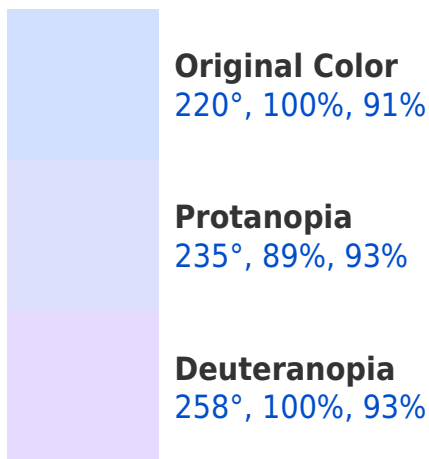 Original Color
220°, 100%, 91%
Protanopia
235°, 89%, 93%
Deuteranopia
258°, 100%, 93%